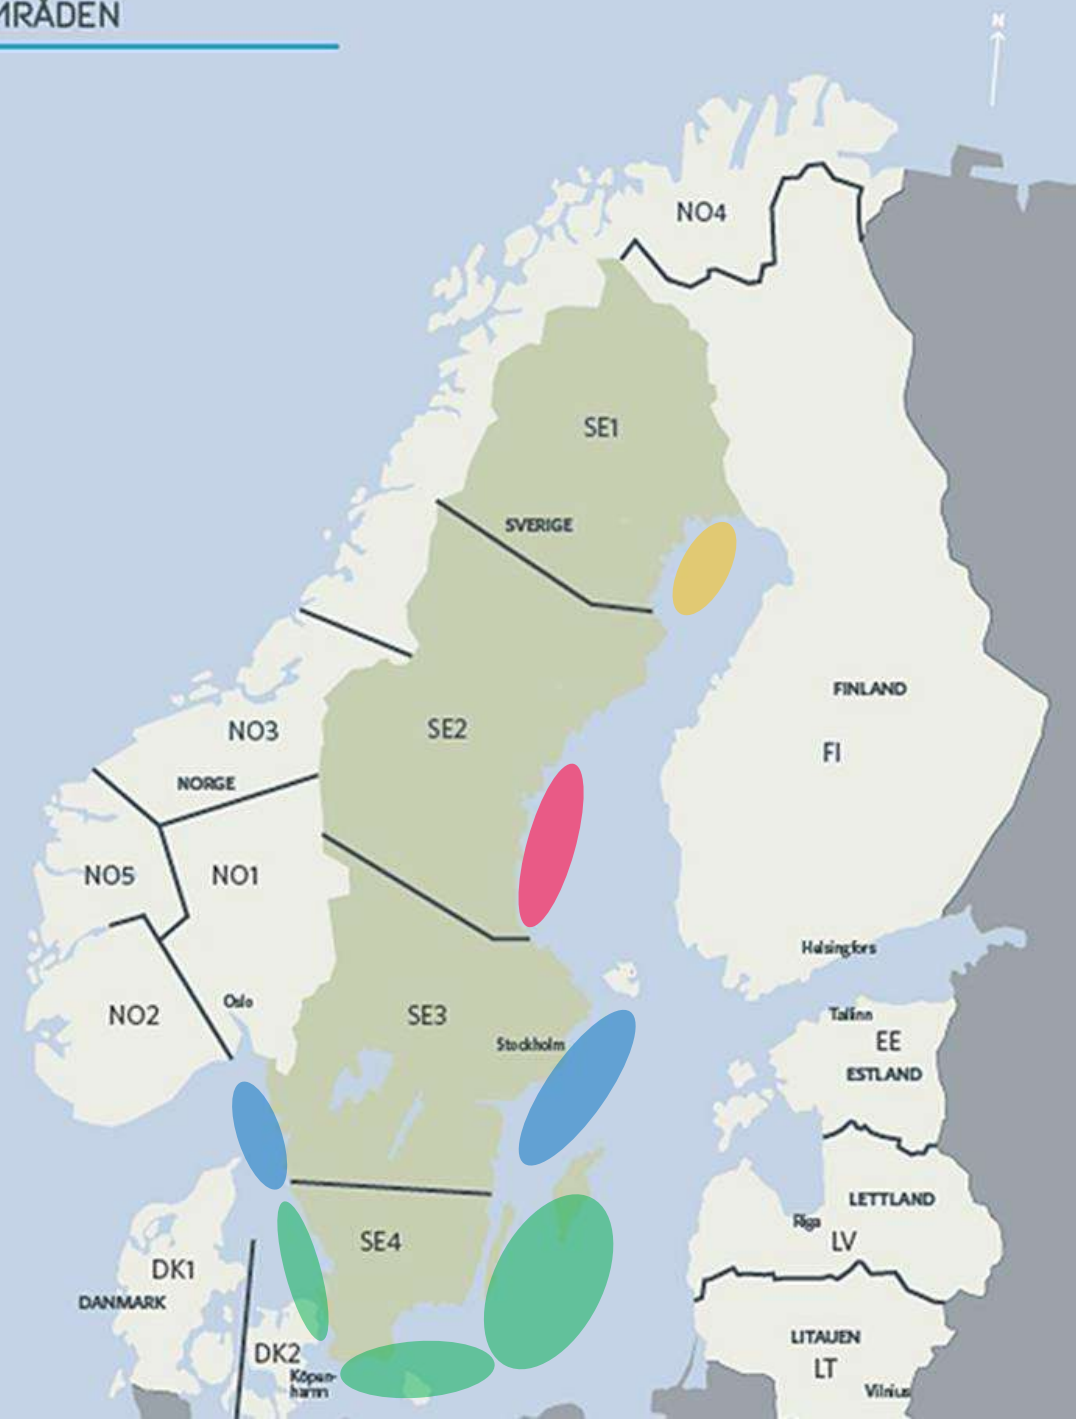 MRÅDEN
N
NO4
SE1
SVERIGE
FINLAND
NO3
SE2
FI
NORGE
NO5
NO1
Helsingfors
Oslo
NO2
SE3
Tallinn
Stockholm
EE
ESTLAND
LETTLAND
Riga
SE4
LV
DK1
DANMARK
LITAUEN
DK2
LT
Köpen-
hamn
Vilnius